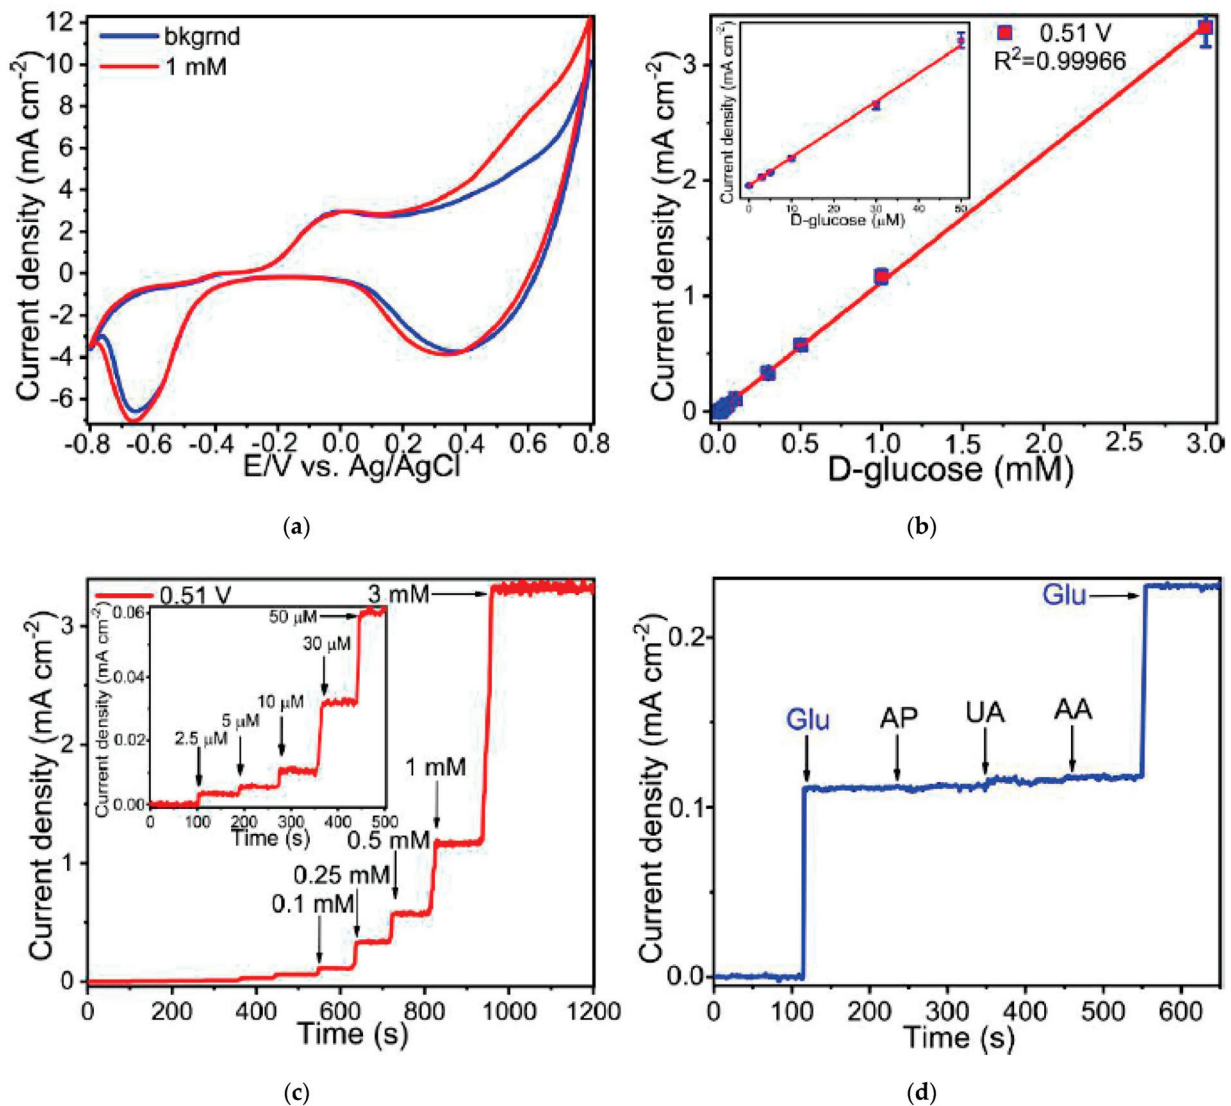 12
10
8
6
4
2
0
-2
-4
-6
Current density (mA cm-2)
bkgrnd
1 mM
-0.8 -0.6 -0.4 -0.2 0.0 0.2 0.4 0.6 0.8
E/V vs. Ag/AgCl
(a)
3
2
1
0
Current density (mA cm-2)
0.51 V
R2=0.99966
Current density (mA cm-2)
0 10 20 30 40 50
D-glucose (μM)
0.0 0.5 1.0 1.5 2.0 2.5 3.0
D-glucose (mM)
(b)
3
2
1
0
Current density (mA cm-2)
0.51 V
3 mM
0.06
0.04
0.02
0.00
Current density (mA cm-2)
50 μM
30 μM
10 μM
5 μM
2.5 μM
0 100 200 300 400 500
Time (s)
1 mM
0.5 mM
0.25 mM
0.1 mM
0 200 400 600 800 1000 1200
Time (s)
(c)
0.2
0.1
0.0
Current density (mA cm-2)
Glu
Glu AP UA AA
0 100 200 300 400 500 600
Time (s)
(d)